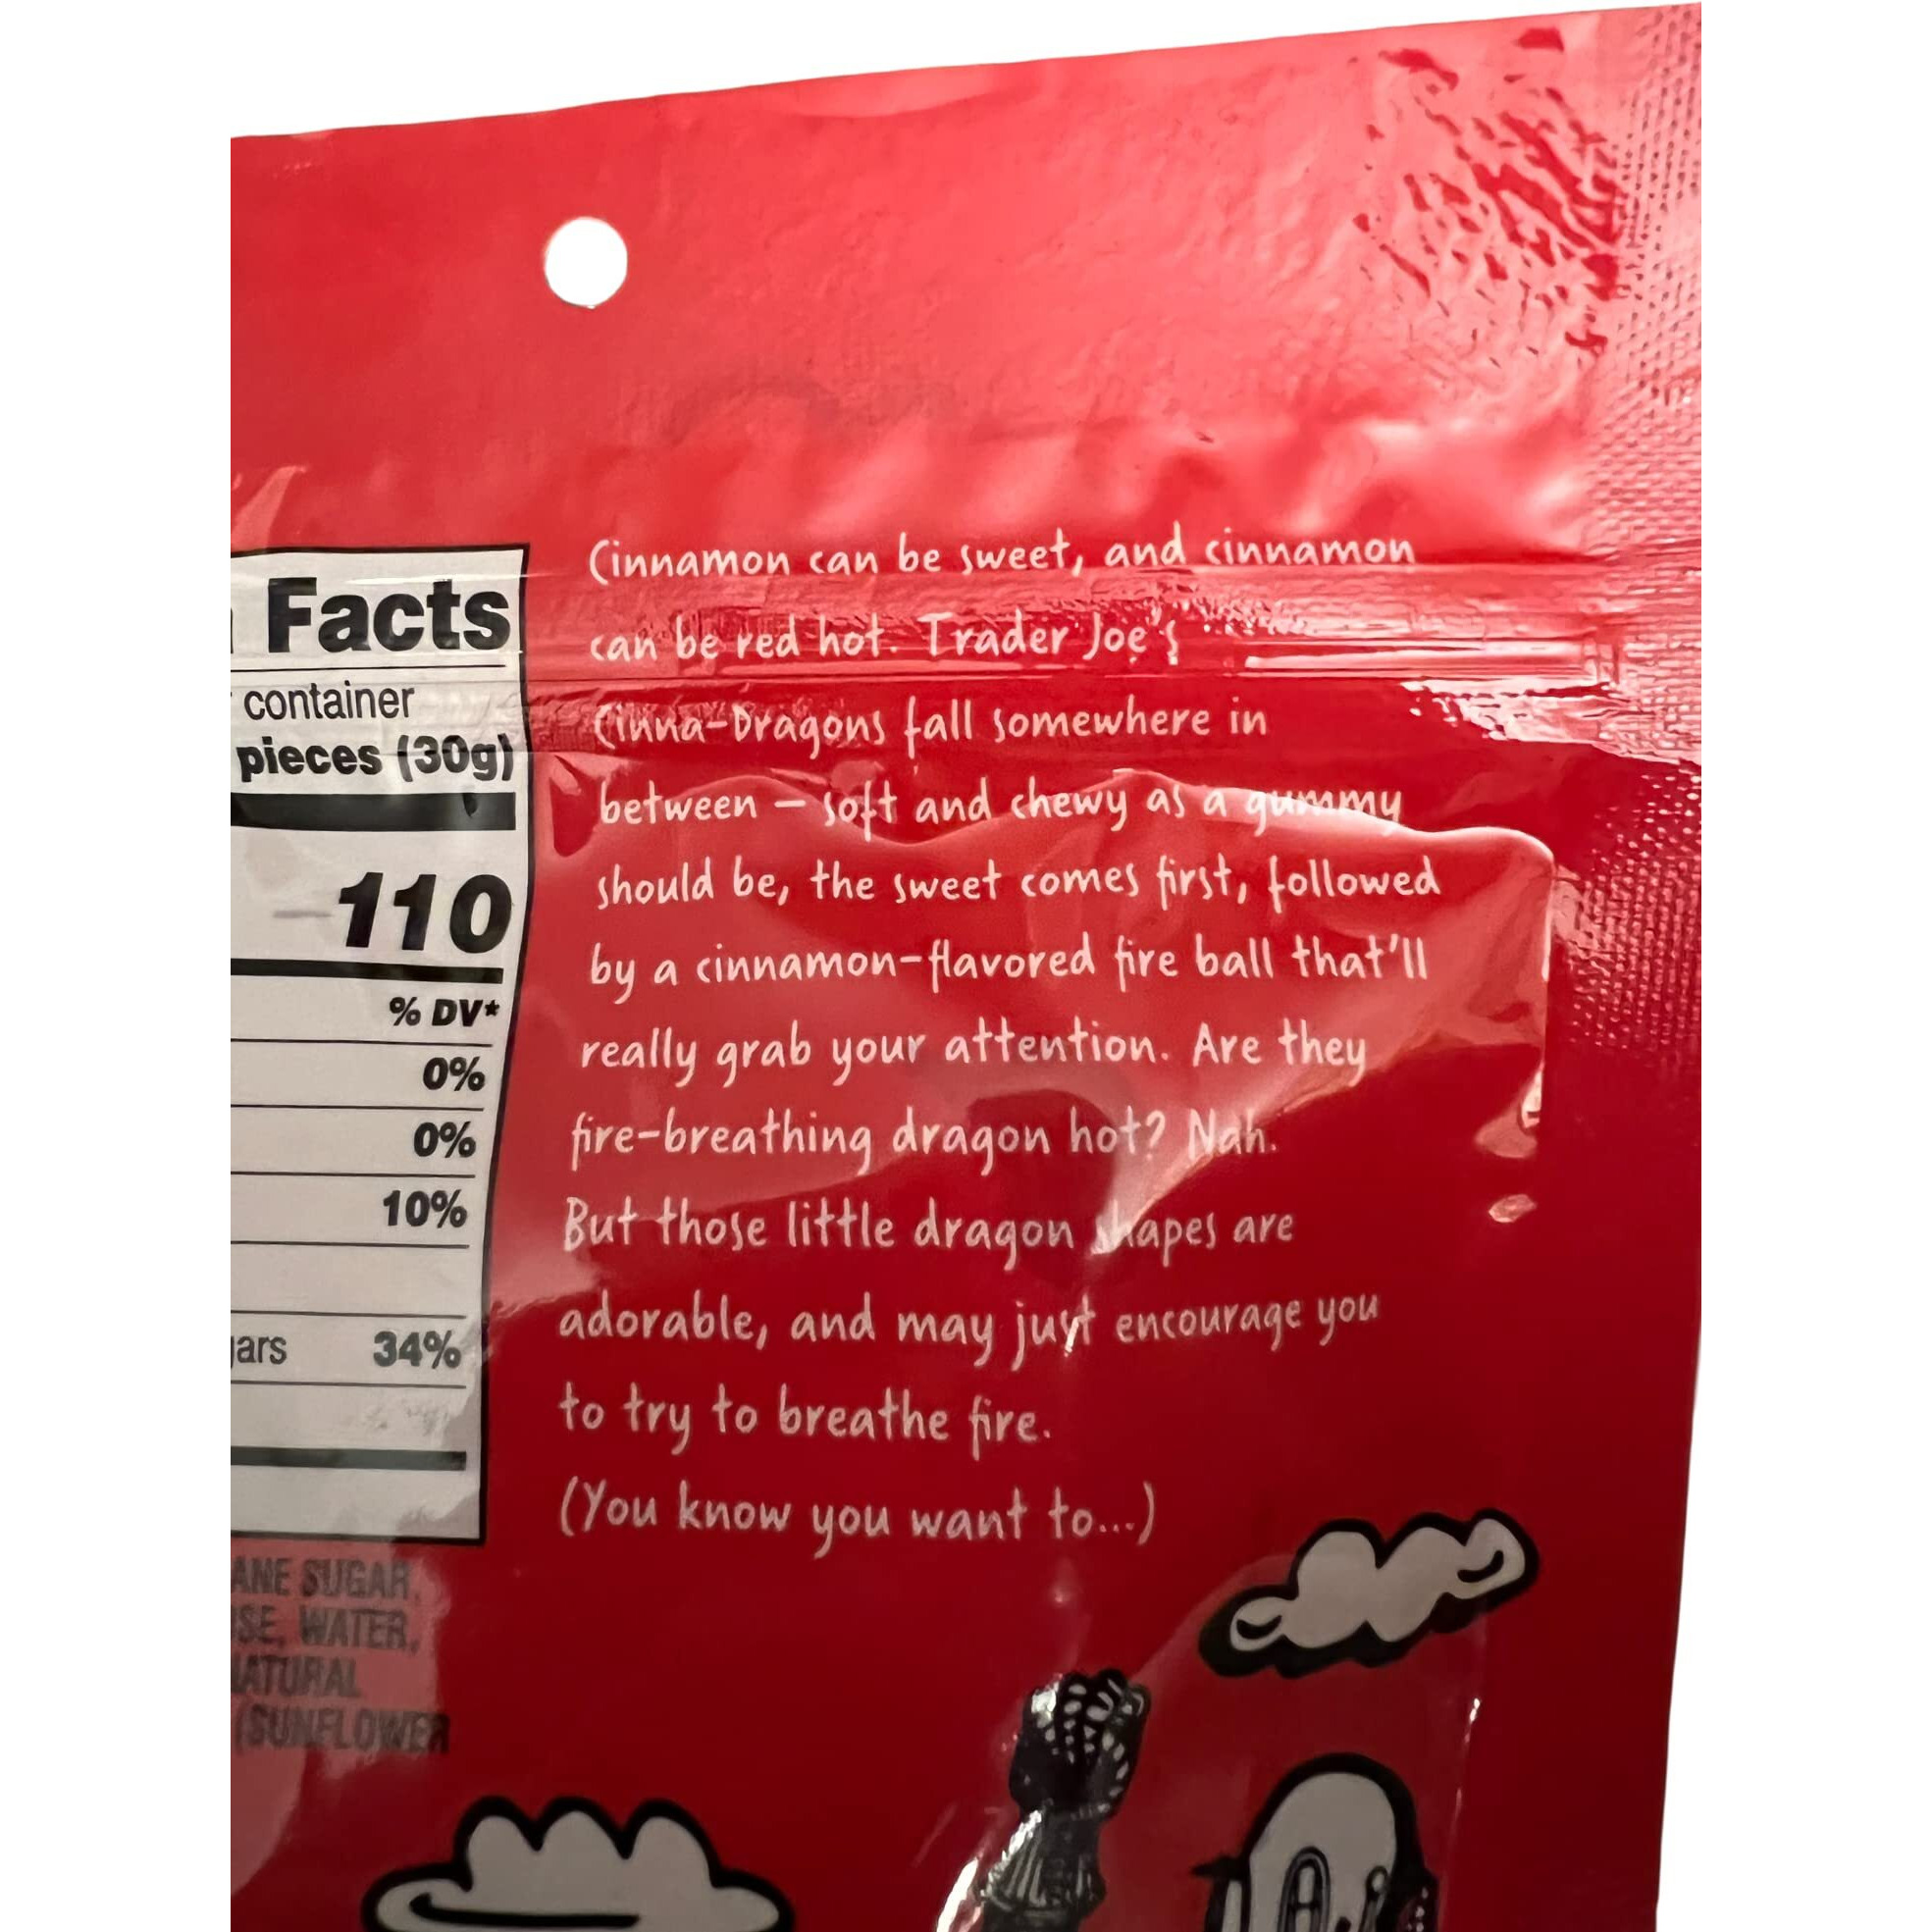 Facts
container
pieces (30g)
110
% DV*
0%
0%
10%
34%
SUGAR,
WATER,
(SUNFLOWER
Cinnamon can be sweet, and cinnamon
can be red hot. Trader Joe's
Cinna-Dragons fall somewhere in
between – soft and chewy as a gummy
should be, the sweet comes first, followed
by a cinnamon-flavored fire ball that'll
really grab your attention. Are they
fire-breathing dragon hot? Nah.
But those little dragon shapes are
adorable, and may just encourage you
to try to breathe fire.
(You know you want to...)